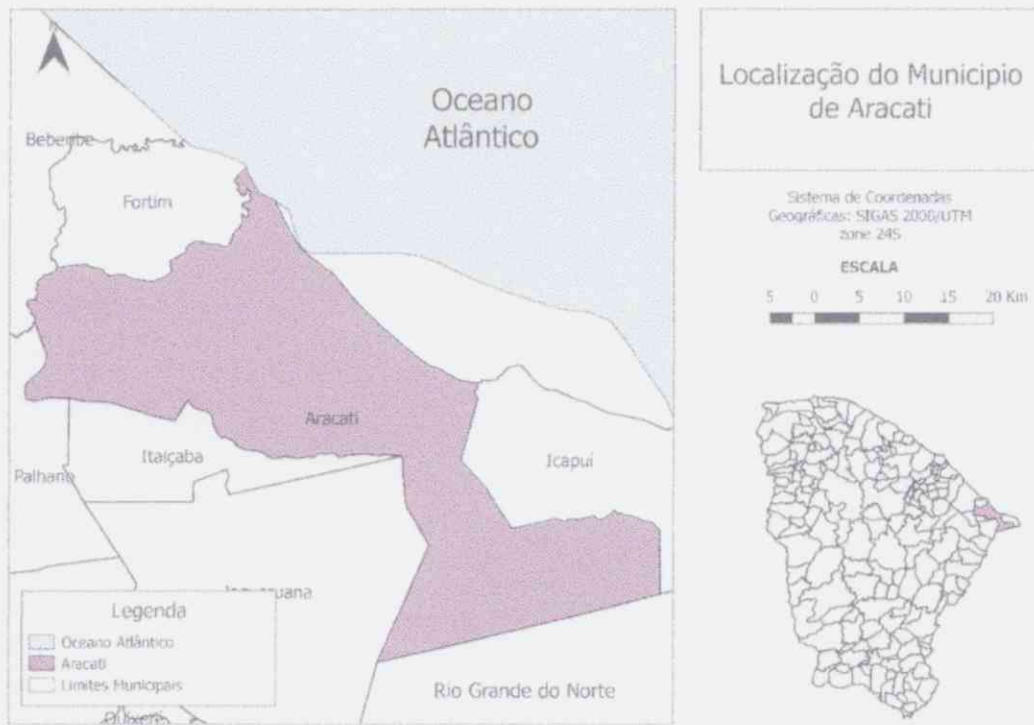 Oceano
Atlântico
Beberibe
Fortim
Aracati
Itaiçaba
Icapuí
Palhano
Legenda
Oceano Atlântico
Aracati
Limites Municipais
Rio Grande do Norte
Localização do Municipio
de Aracati
Sistema de Coordenadas
Geográficas: SIGAS 2000/UTM
zone 24S
ESCALA
5 0 5 10 15 20 Km